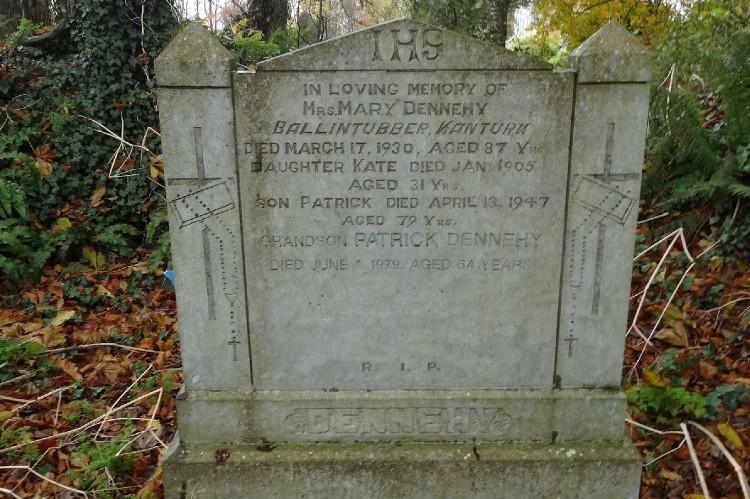 IHS
IN LOVING MEMORY OF
MRS. MARY DENNEHY
BALLINTUBBER, KANTURK
DIED MARCH 17, 1930, AGED 87 YRS.
DAUGHTER KATE DIED JAN. 1905
AGED 31 YRS.
SON PATRICK DIED APRIL 13, 1947
AGED 79 YRS.
GRANDSON PATRICK DENNEHY
DIED JUNE 1979. AGED 64 YEARS
R. I. P.
DENNEHY